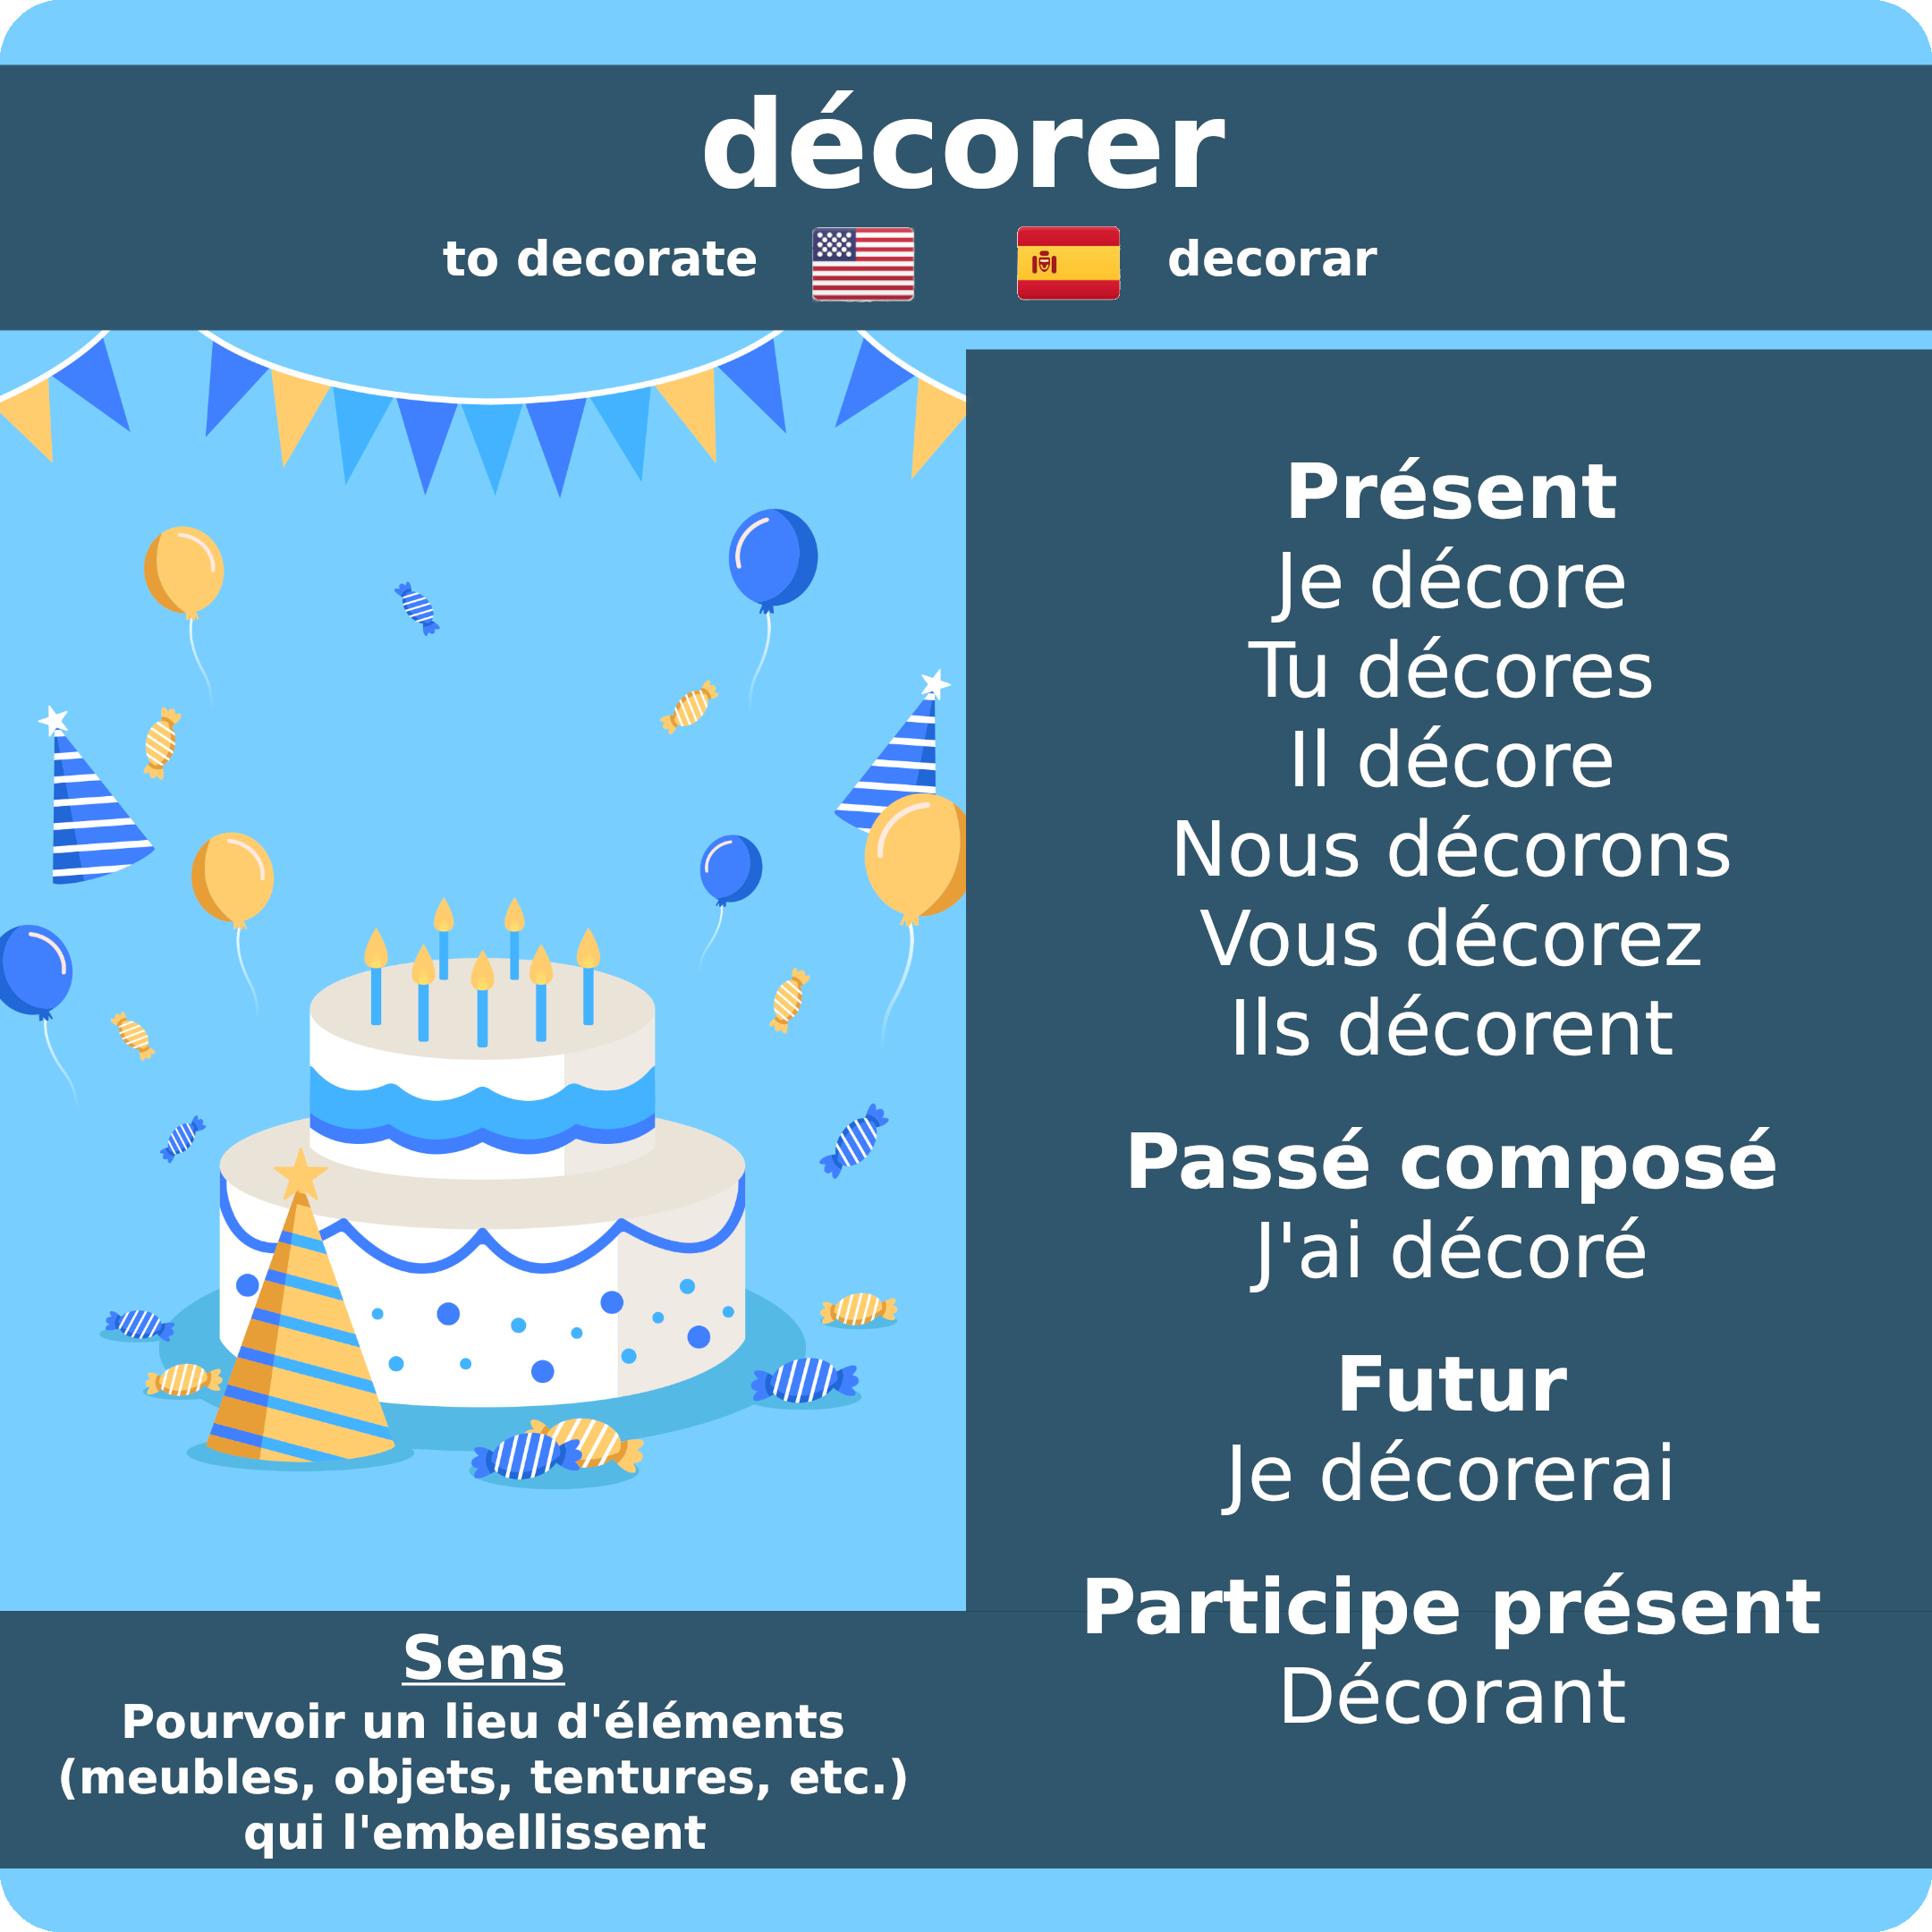 décorer
to decorate
decorar
Présent
Je décore
Tu décores
Il décore
Nous décorons
Vous décorez
Ils décorent
Passé composé
J'ai décoré
Futur
Je décorerai
Participe présent
Décorant
Sens
Pourvoir un lieu d'éléments
(meubles, objets, tentures, etc.)
qui l'embellissent